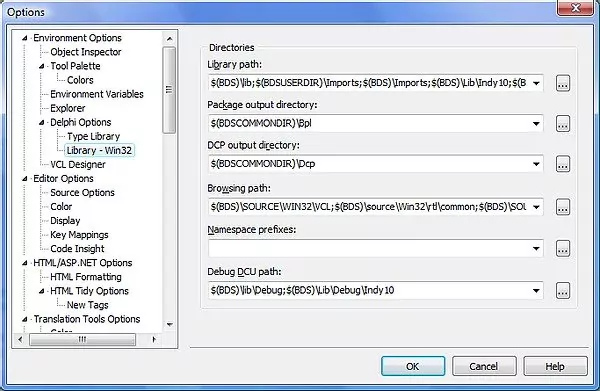 Options
Environment Options
Object Inspector
Tool Palette
Colors
Environment Variables
Explorer
Delphi Options
Type Library
Library - Win32
VCL Designer
Editor Options
Source Options
Color
Display
Key Mappings
Code Insight
HTML/ASP.NET Options
HTML Formatting
HTML Tidy Options
New Tags
Translation Tools Options
Directories
Library path:
$(BDS)\lib;$(BDSUSERDIR)\Imports;$(BDS)\Imports;$(BDS)\Lib\Indy10;$(B
...
Package output directory:
$(BDSCOMMONDIR)\Bpl
...
DCP output directory:
$(BDSCOMMONDIR)\Dcp
...
Browsing path:
$(BDS)\SOURCE\WIN32\VCL;$(BDS)\source\Win32\rtl\common;$(BDS)\SOU
...
Namespace prefixes:
...
Debug DCU path:
$(BDS)\lib\Debug;$(BDS)\Lib\Debug\Indy10
...
OK
Cancel
Help